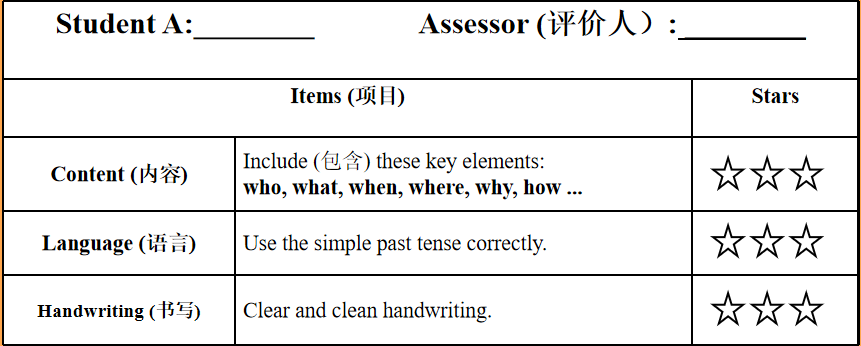 Student A:________ Assessor (评价人）:________
Items (项目) Stars
Content (内容) Include (包含) these key elements:
who, what, when, where, why, how ...
☆☆☆
Language (语言) Use the simple past tense correctly. ☆☆☆
Handwriting (书写) Clear and clean handwriting. ☆☆☆